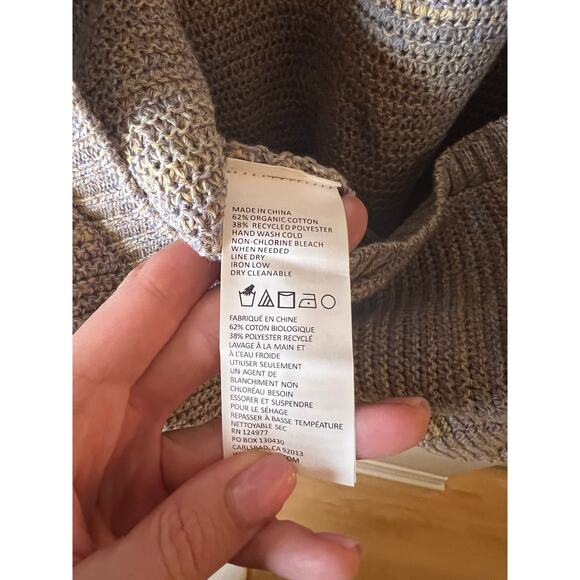 MADE IN CHINA
62% ORGANIC COTTON
38% RECYCLED POLYESTER
HAND WASH COLD
NON-CHLORINE BLEACH
WHEN NEEDED
LINE DRY
IRON LOW
DRY CLEANABLE
FABRIQUÉ EN CHINE
62% COTON BIOLOGIQUE
38% POLYESTER RECYCLÉ
LAVAGE À LA MAIN ET
À L'EAU FROIDE
UTILISER SEULEMENT
UN AGENT DE
BLANCHIMENT NON
CHLORÉAU BESOIN
ESSORER ET SUSPENDRE
POUR LE SÉHAGE
REPASSER À BASSE TEMPÉRATURE
NETTOYABLE SEC
RN 124977
PO BOX 130430
CARLSBAD, CA 92013